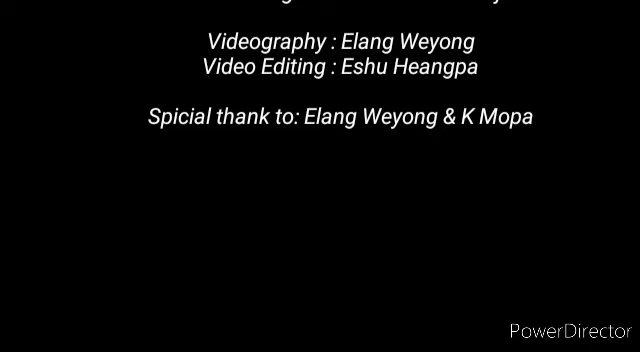 Videography : Elang Weyong
Video Editing : Eshu Heangpa
Spicial thank to: Elang Weyong & K Mopa
PowerDirector